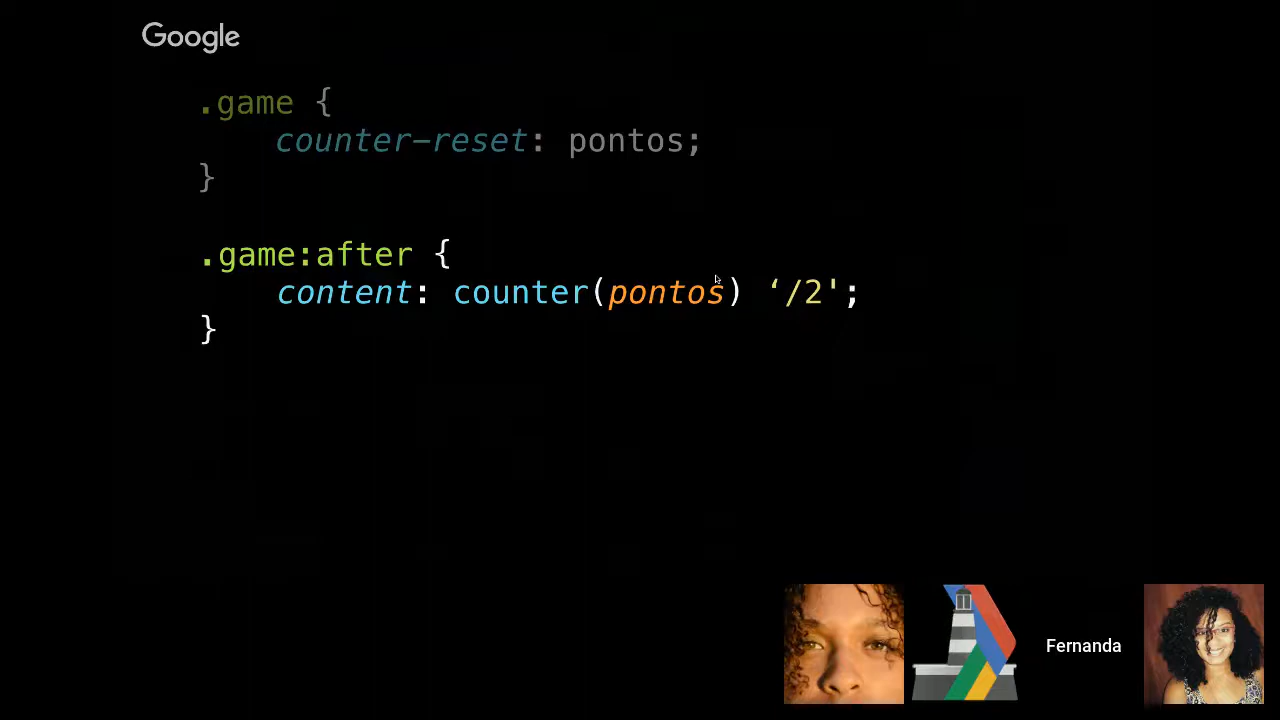 Google
.game {
counter-reset: pontos;
}
.game:after {
content: counter(pontos) ‘/2';
}
Fernanda